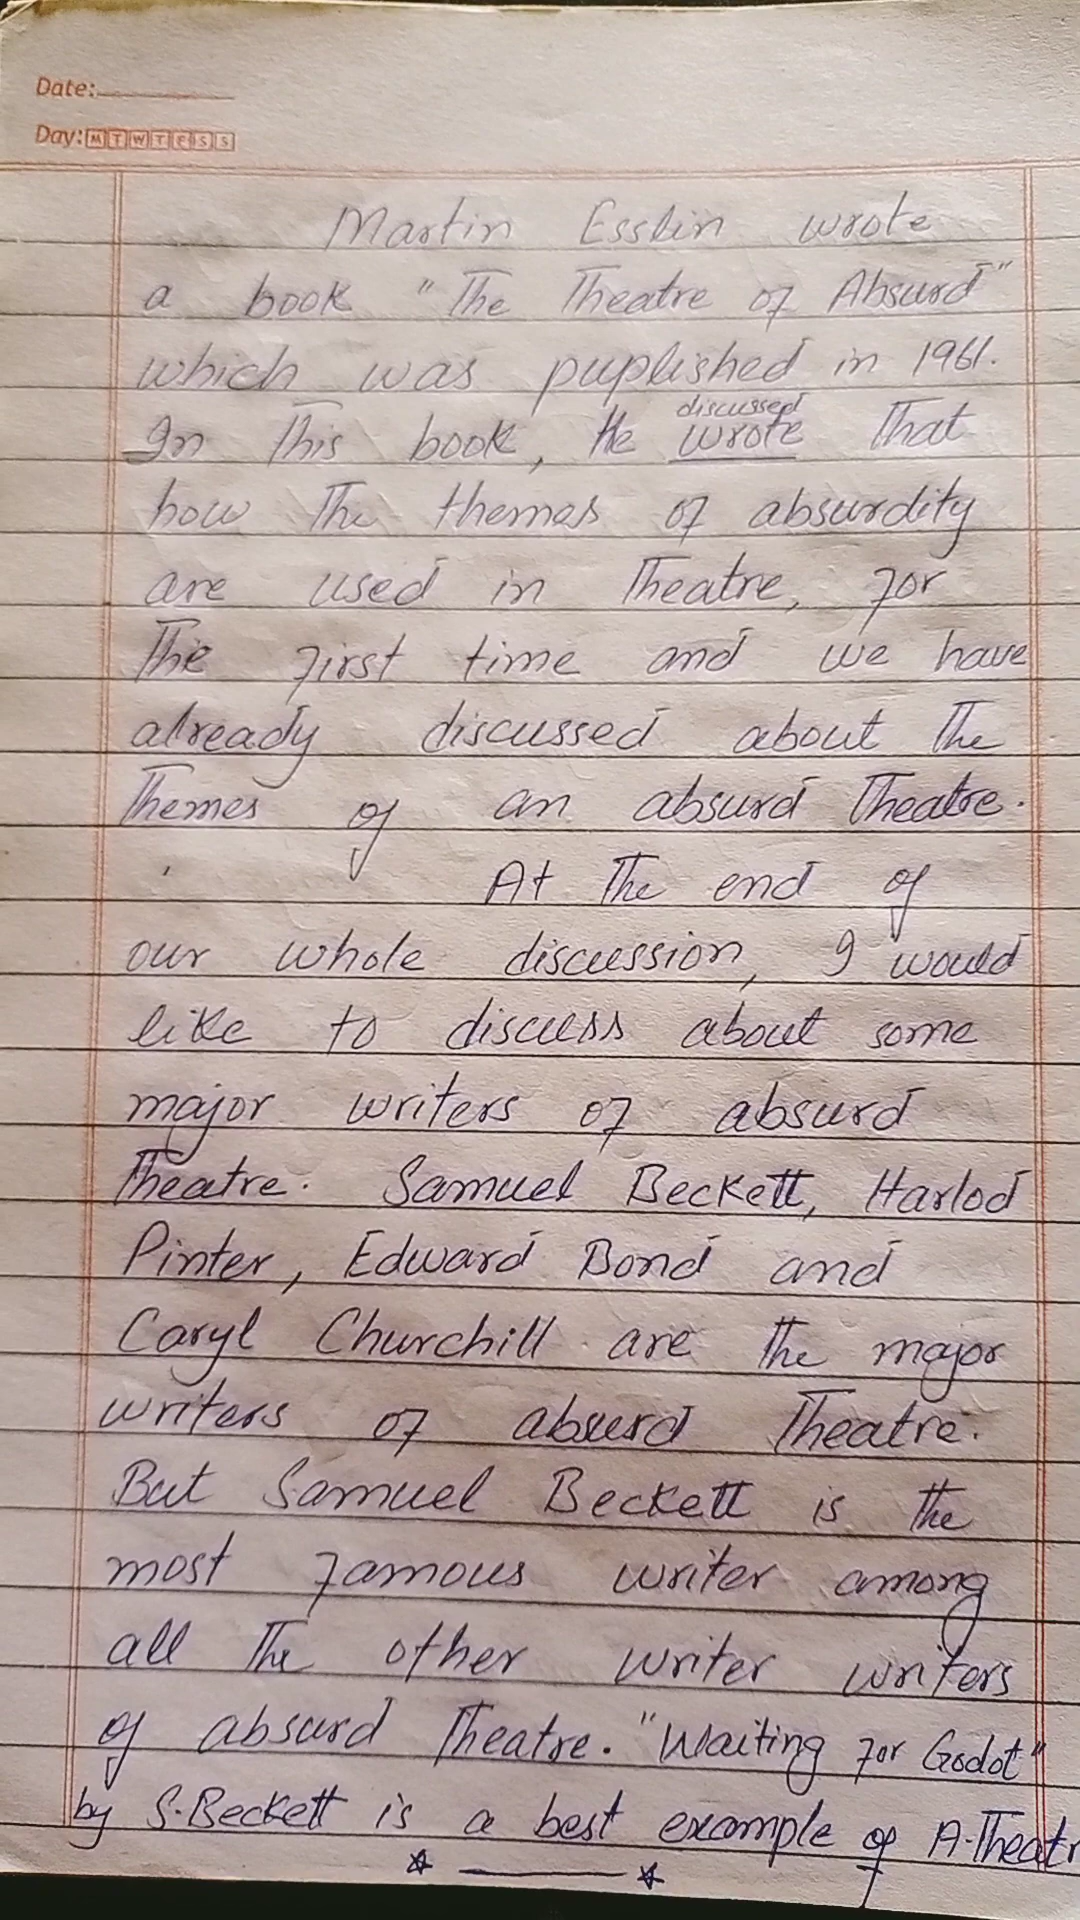 Date:
Day: M T W T F S S
Martin Esslin wrote
a book "The Theatre of Absurd"
which was puplished in 1961.
discussed
In this book, He wrote that
how the themes of absurdity
are used in Theatre, for
the first time and we have
already discussed about the
Themes of an absurd Theatre.
At the end of
our whole discussion, I would
like to discuss about some
major writers of absurd
Theatre. Samuel Beckett, Harlod
Pinter, Edward Bond and
Caryl Churchill are the major
writers of absurd Theatre.
But Samuel Beckett is the
most famous writer among
all the other writer writers
of absurd Theatre. "Waiting for Godot"
by S.Beckett is a best example of A.Theatr